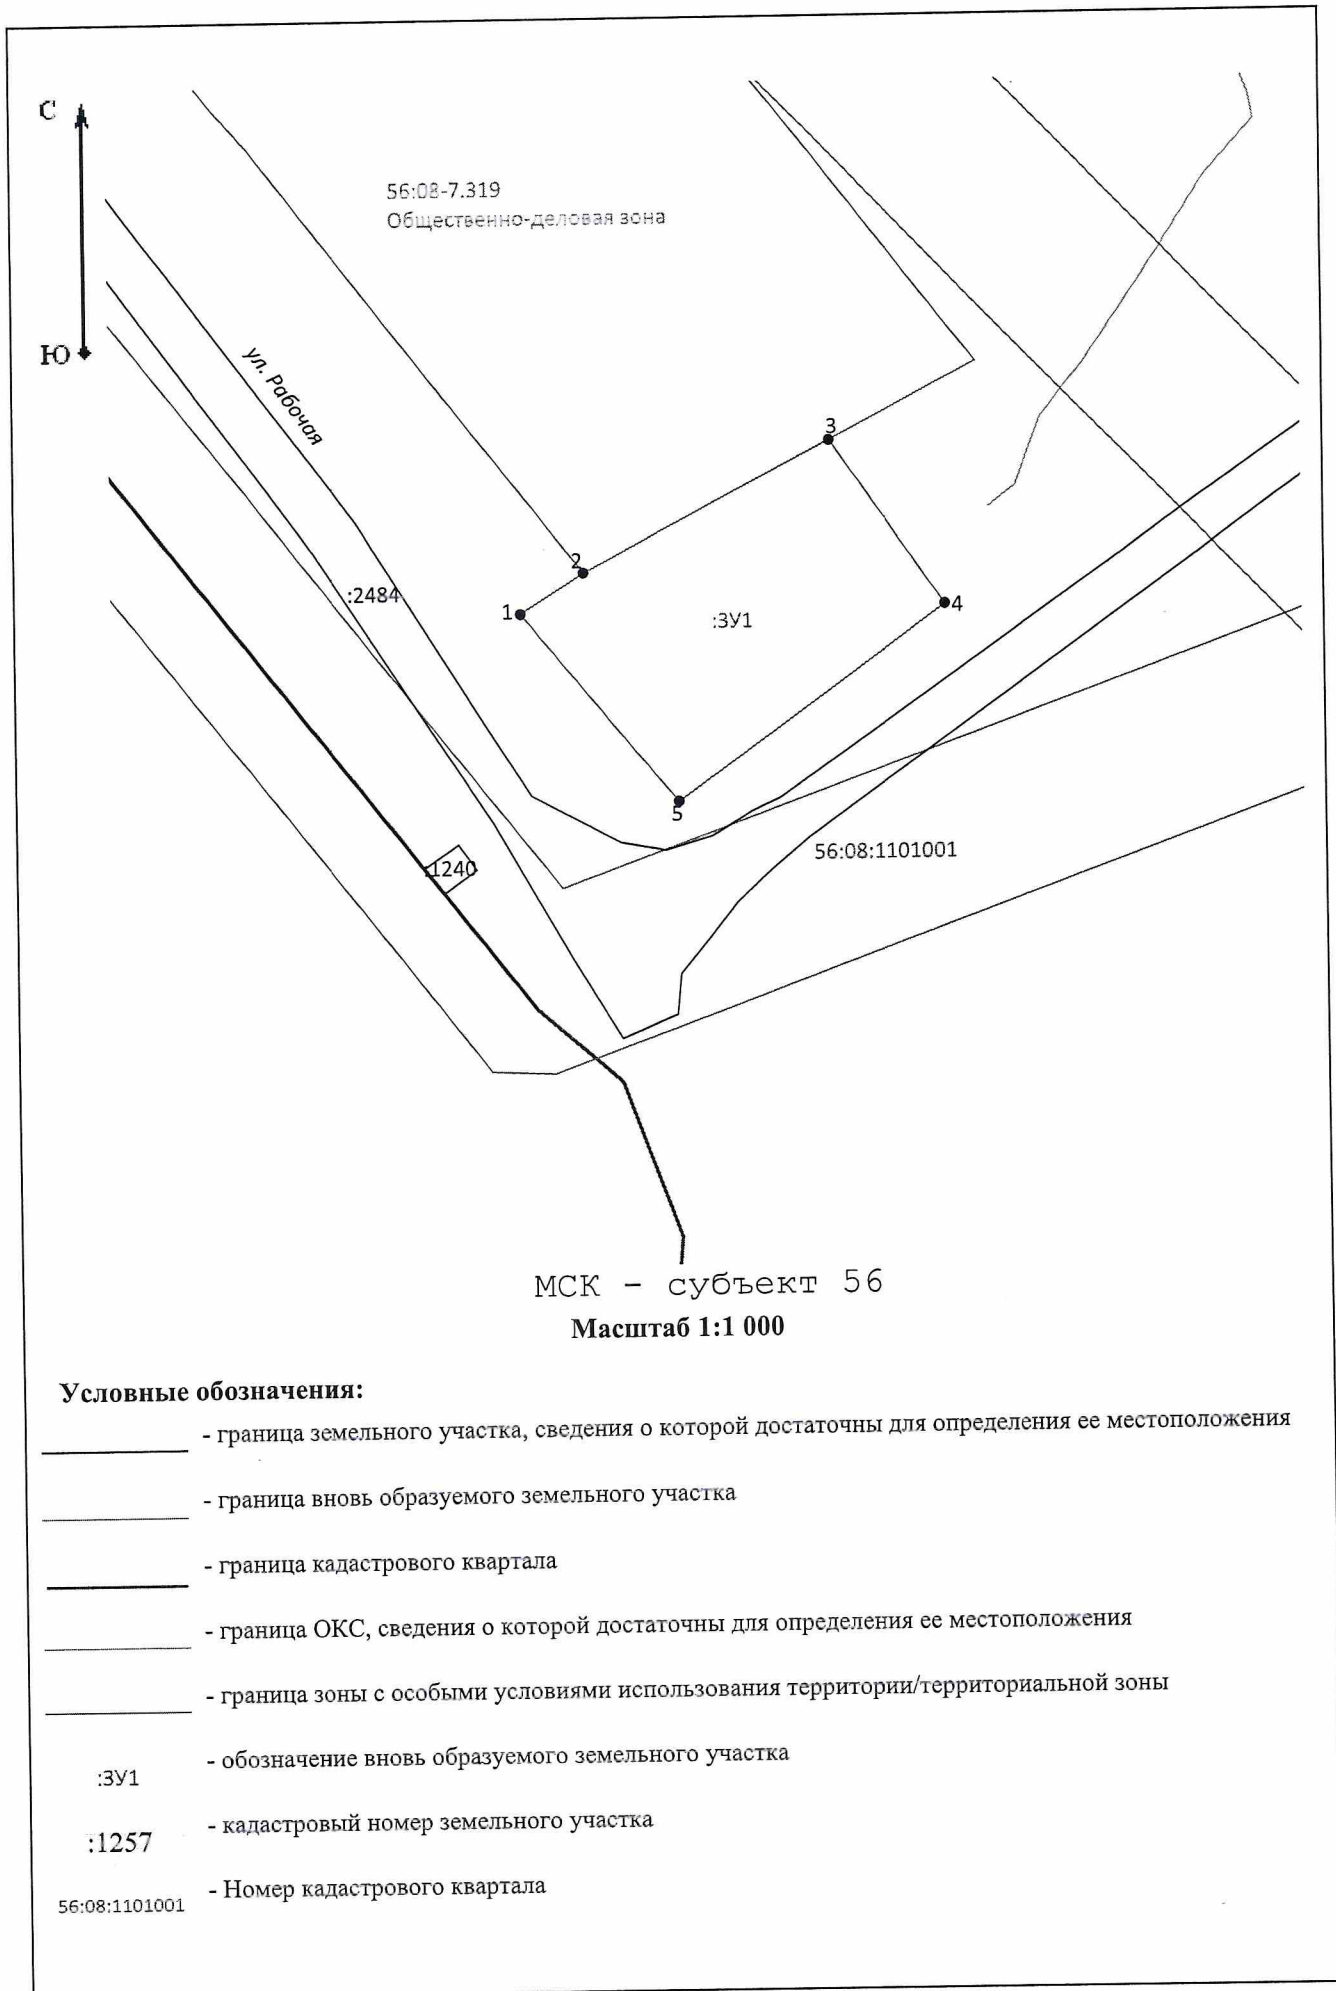 С
56:08-7.319
Общественно-деловая зона
Ю
ул. Рабочая
3
2
:2484
1
4
:ЗУ1
5
56:08:1101001
:1240
МСК - субъект 56
Масштаб 1:1 000
Условные обозначения:
- граница земельного участка, сведения о которой достаточны для определения ее местоположения
- граница вновь образуемого земельного участка
- граница кадастрового квартала
- граница ОКС, сведения о которой достаточны для определения ее местоположения
- граница зоны с особыми условиями использования территории/территориальной зоны
:ЗУ1 - обозначение вновь образуемого земельного участка
:1257 - кадастровый номер земельного участка
56:08:1101001 - Номер кадастрового квартала